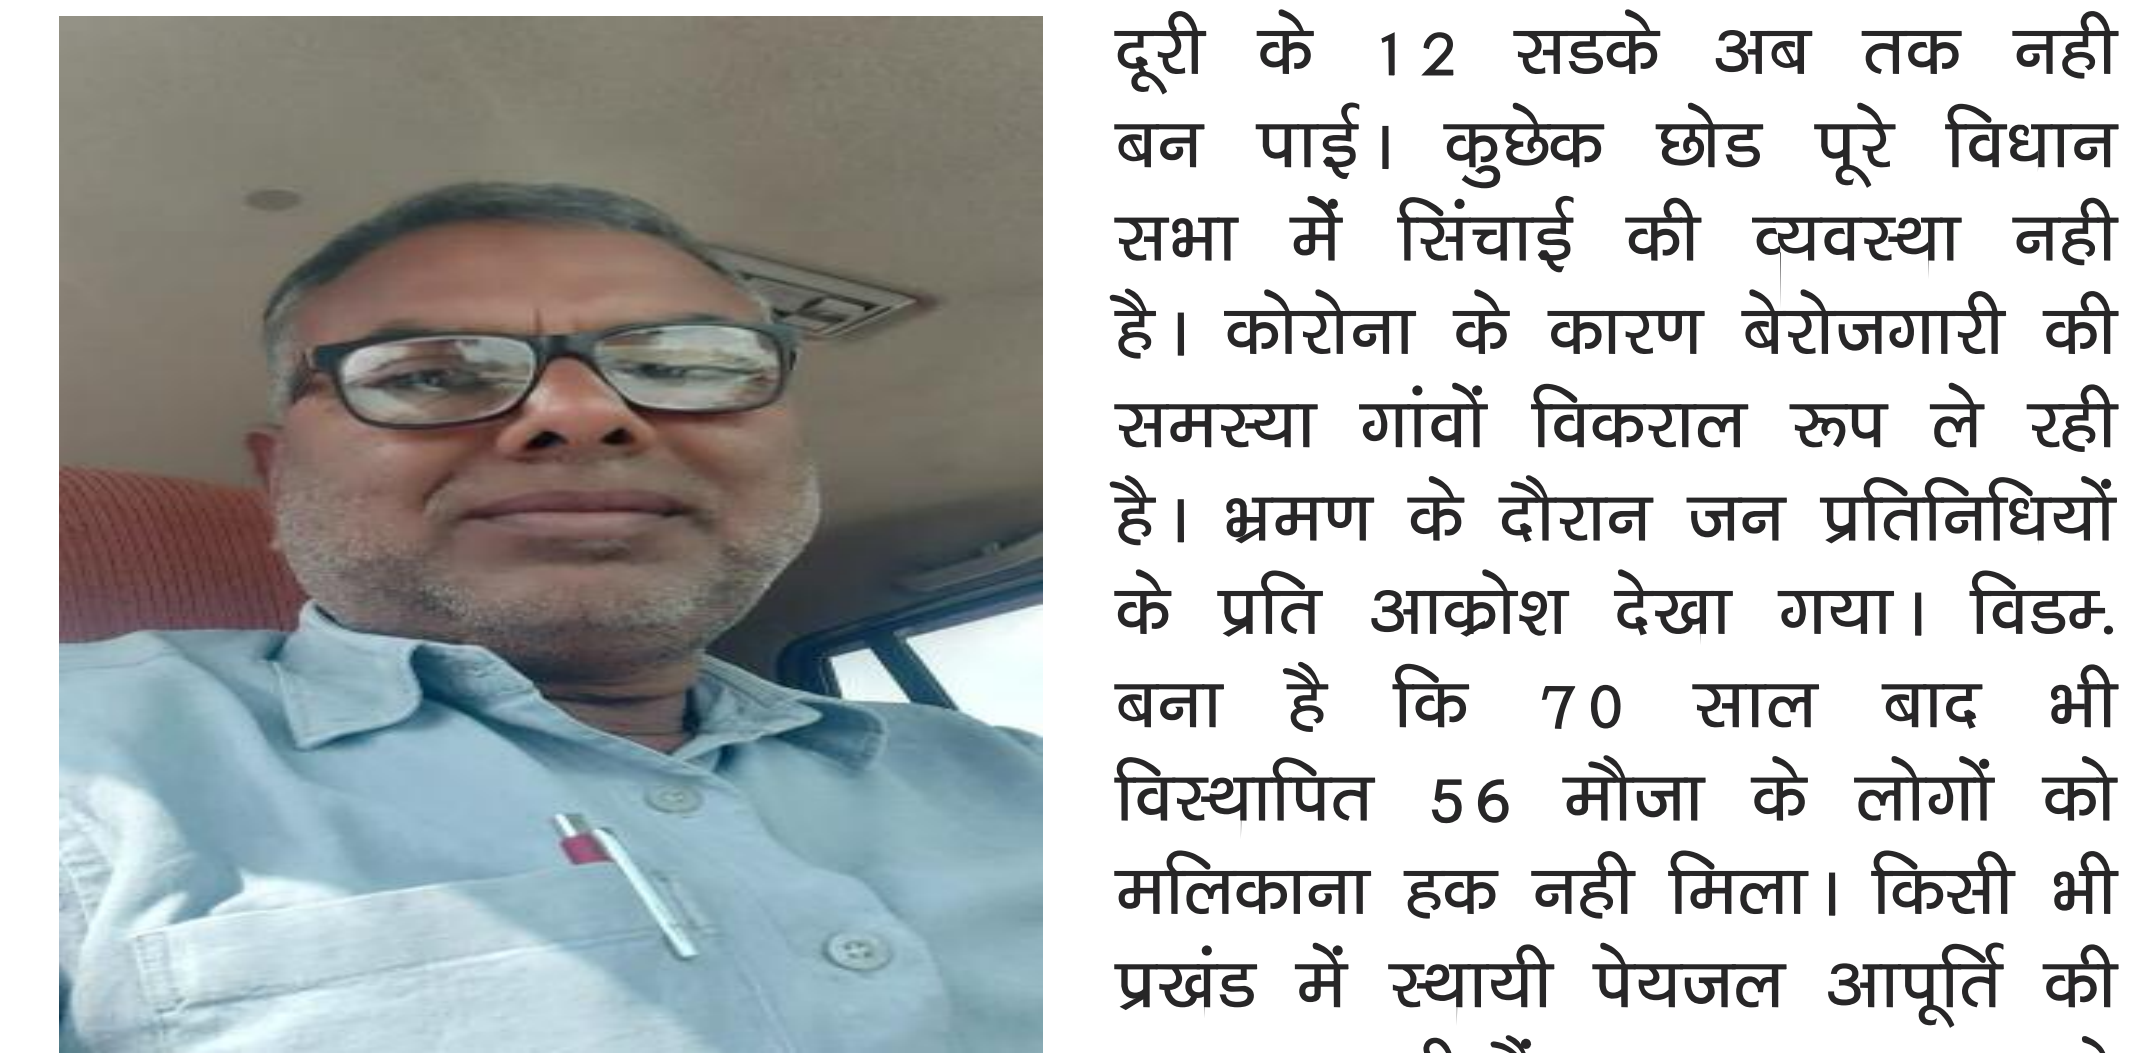 दूरी के 12 सडके अब तक नही
बन पाई। कुछेक छोड पूरे विधान
सभा में सिंचाई की व्यवस्था नही
है। कोरोना के कारण बेरोजगारी की
समस्या गांवों विकराल रुप ले रही
है। भ्रमण के दौरान जन प्रतिनिधियों
के प्रति आक्रोश देखा गया। विडम्.
बना है कि 70 साल बाद भी
विस्थापित 56 मौजा के लोगों को
मलिकाना हक नही मिला। किसी भी
प्रखंड में स्थायी पेयजल आपूर्ति की